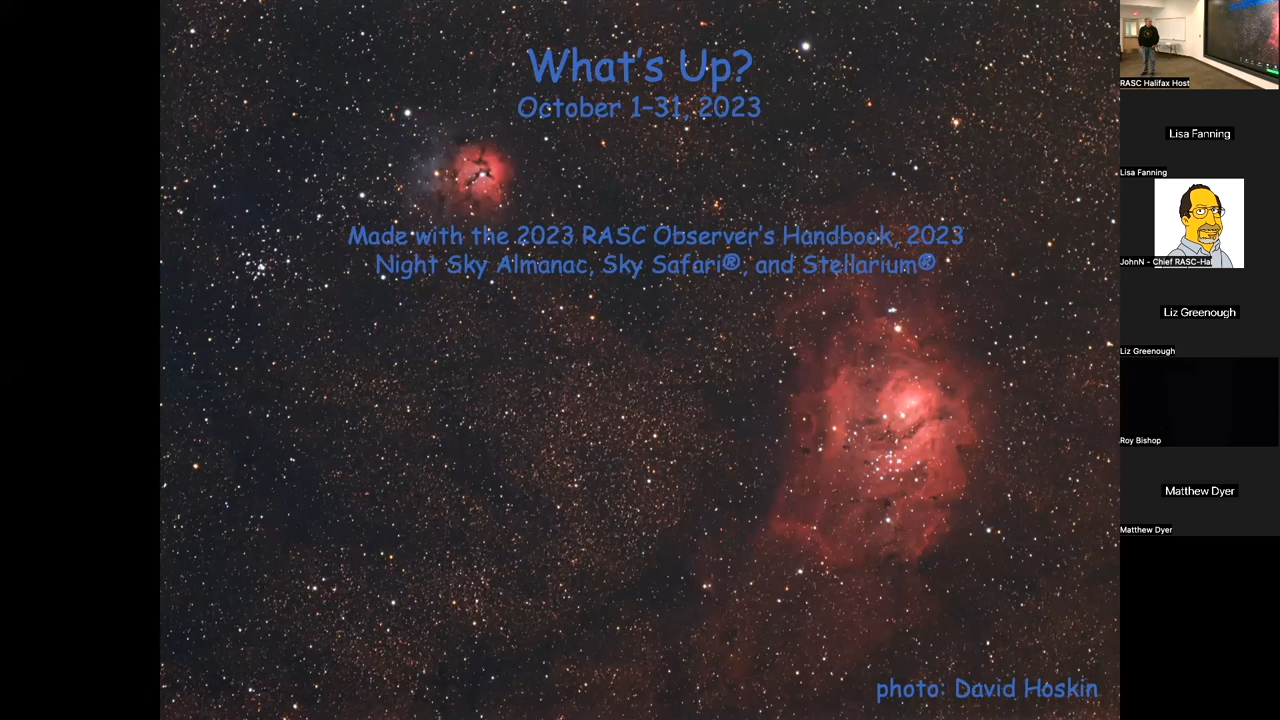 What's Up?
October 1-31, 2023
Made with the 2023 RASC Observer's Handbook, 2023
Night Sky Almanac, Sky Safari®, and Stellarium®
photo: David Hoskin
RASC Halifax Host
Lisa Fanning
Lisa Fanning
JohnN - Chief RASC-Hal
Liz Greenough
Liz Greenough
Roy Bishop
Matthew Dyer
Matthew Dyer